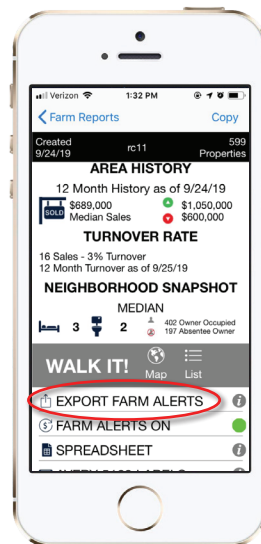 Verizon 1:32 PM
Farm Reports Copy
Created 9/24/19 rc11 599 Properties
AREA HISTORY
12 Month History as of 9/24/19
SOLD $689,000 Median Sales $1,050,000 $600,000
TURNOVER RATE
16 Sales - 3% Turnover
12 Month Turnover as of 9/25/19
NEIGHBORHOOD SNAPSHOT
MEDIAN
3 2 402 Owner Occupied
197 Absentee Owner
WALK IT! Map List
EXPORT FARM ALERTS i
$ FARM ALERTS ON
SPREADSHEET i